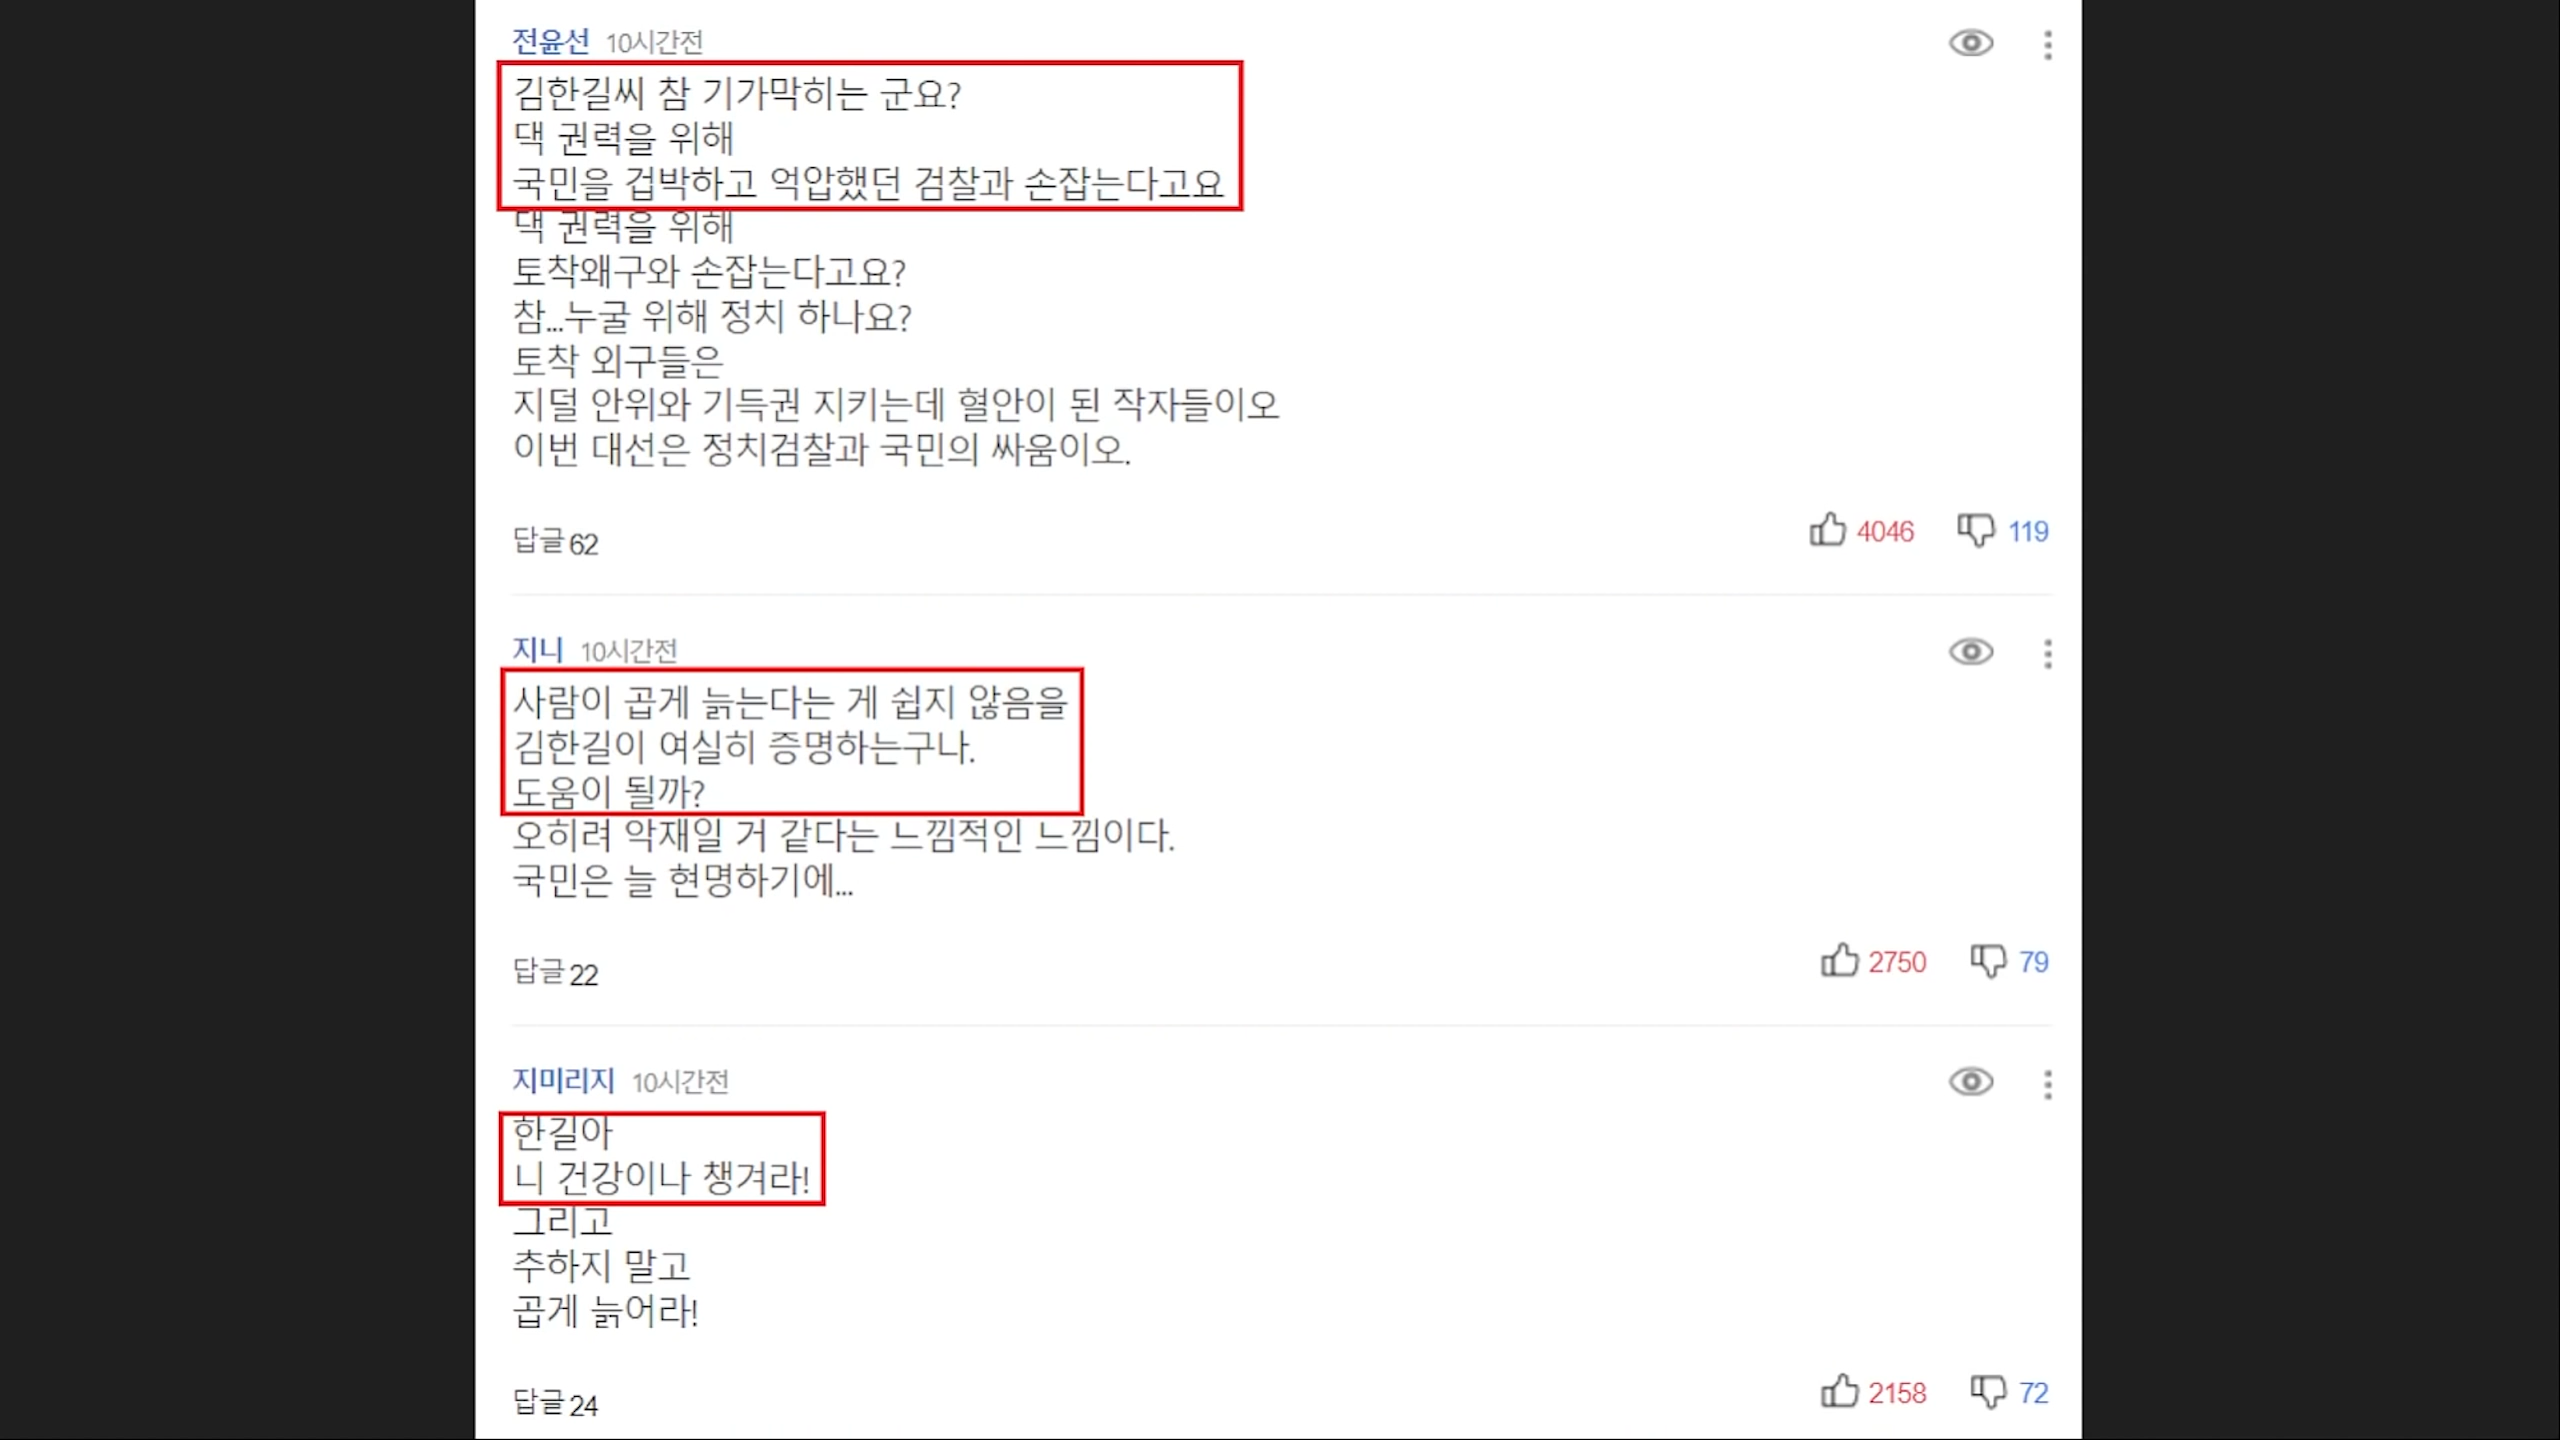 전윤선 10시간전
김한길씨 참 기가막히는 군요?
댁 권력을 위해
국민을 겁박하고 억압했던 검찰과 손잡는다고요
댁 권력을 위해
토착왜구와 손잡는다고요?
참...누굴 위해 정치 하나요?
토착 외구들은
지덜 안위와 기득권 지키는데 혈안이 된 작자들이오
이번 대선은 정치검찰과 국민의 싸움이오.
답글 62
4046 119
지니 10시간전
사람이 곱게 늙는다는 게 쉽지 않음을
김한길이 여실히 증명하는구나.
도움이 될까?
오히려 악재일 거 같다는 느낌적인 느낌이다.
국민은 늘 현명하기에...
답글 22
2750 79
지미리지 10시간전
한길아
니 건강이나 챙겨라!
그리고
추하지 말고
곱게 늙어라!
답글 24
2158 72